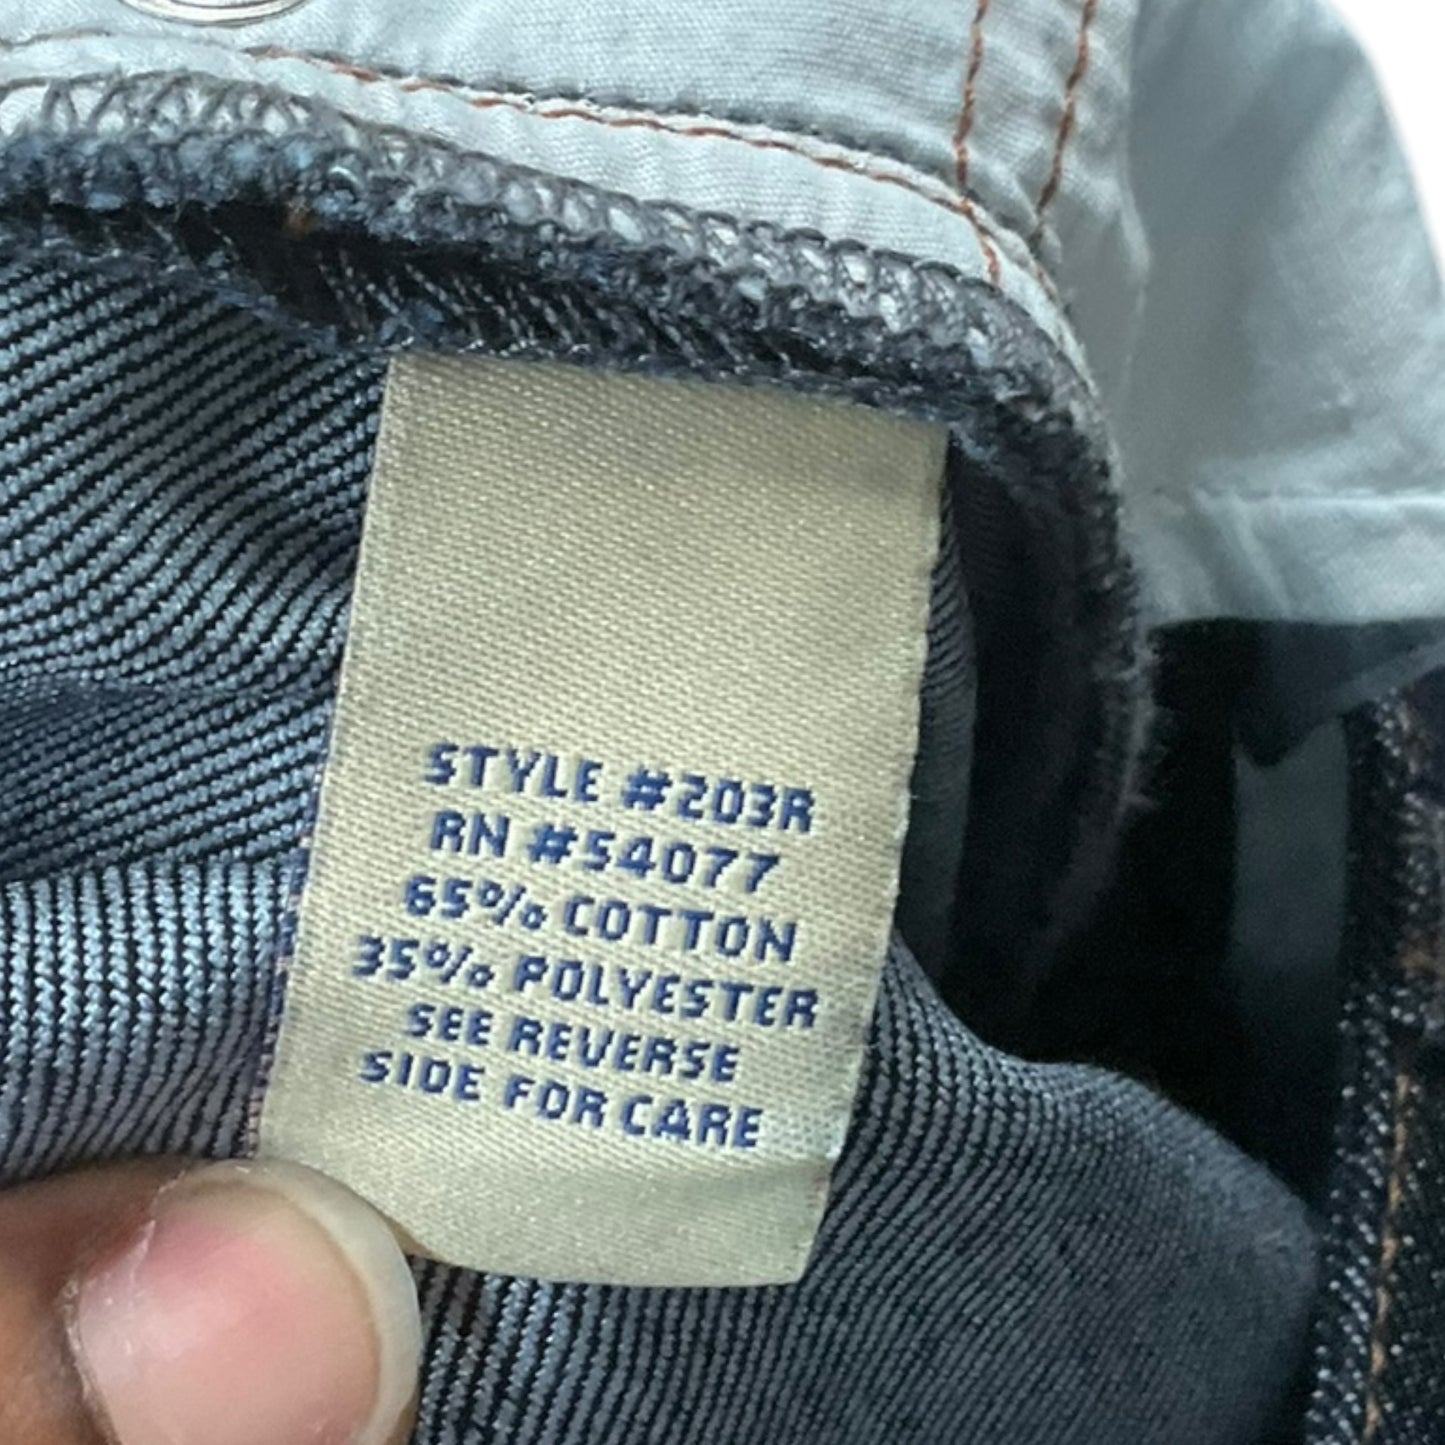 STYLE #203R
RN #54077
65% COTTON
35% POLYESTER
SEE REVERSE
SIDE FOR CARE